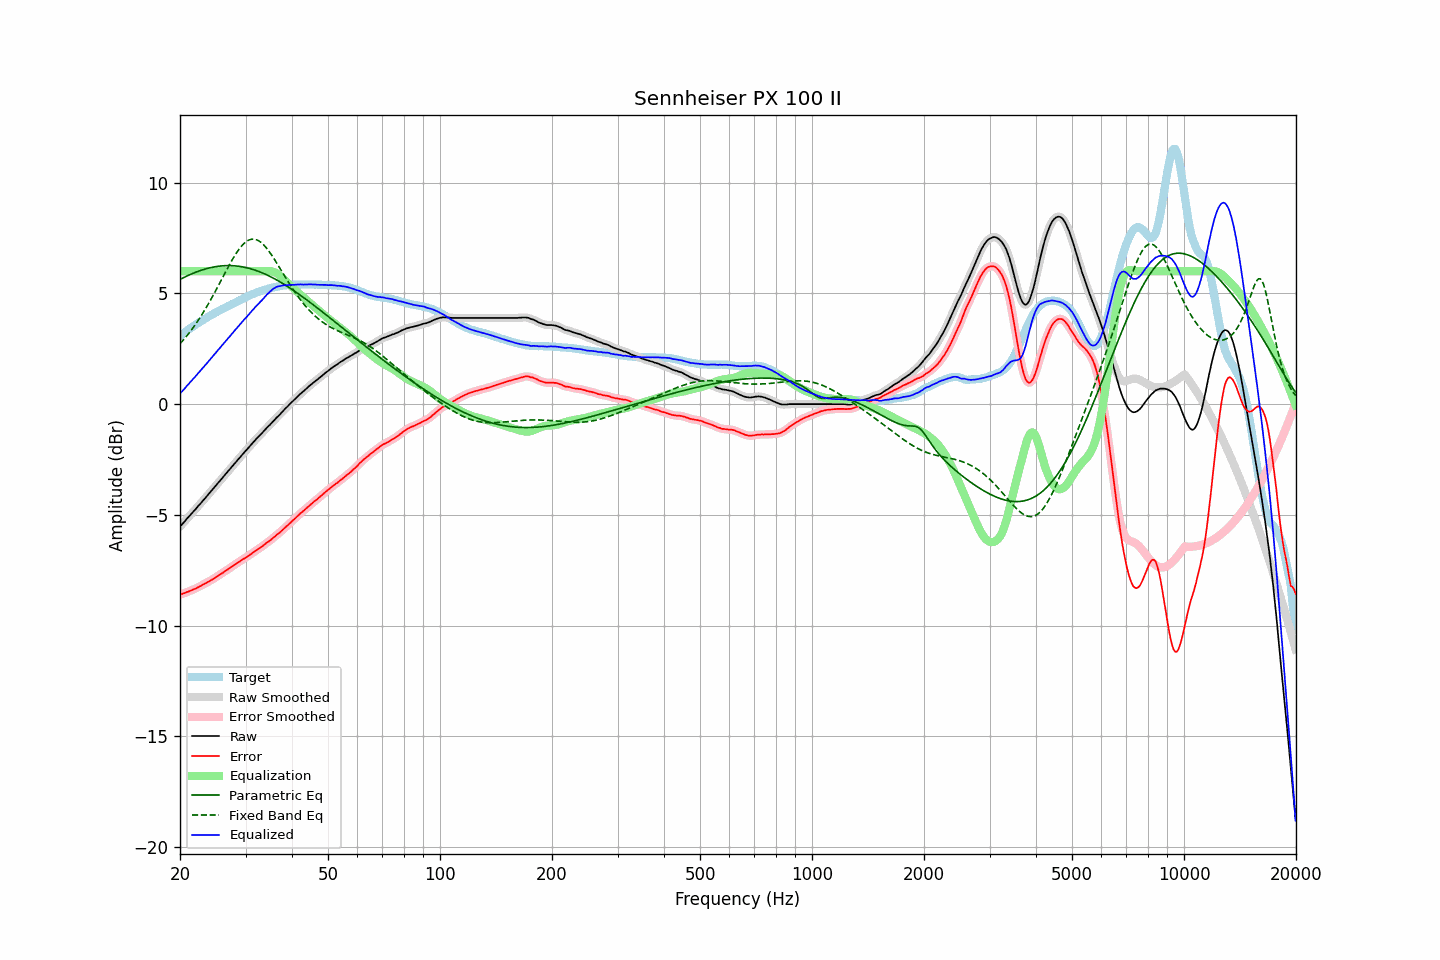 Sennheiser PX 100 II
Amplitude (dBr)
10
5
0
−5
−10
−15
−20
Target
Raw Smoothed
Error Smoothed
Raw
Error
Equalization
Parametric Eq
Fixed Band Eq
Equalized
20 50 100 200 500 1000 2000 5000 10000 20000
Frequency (Hz)